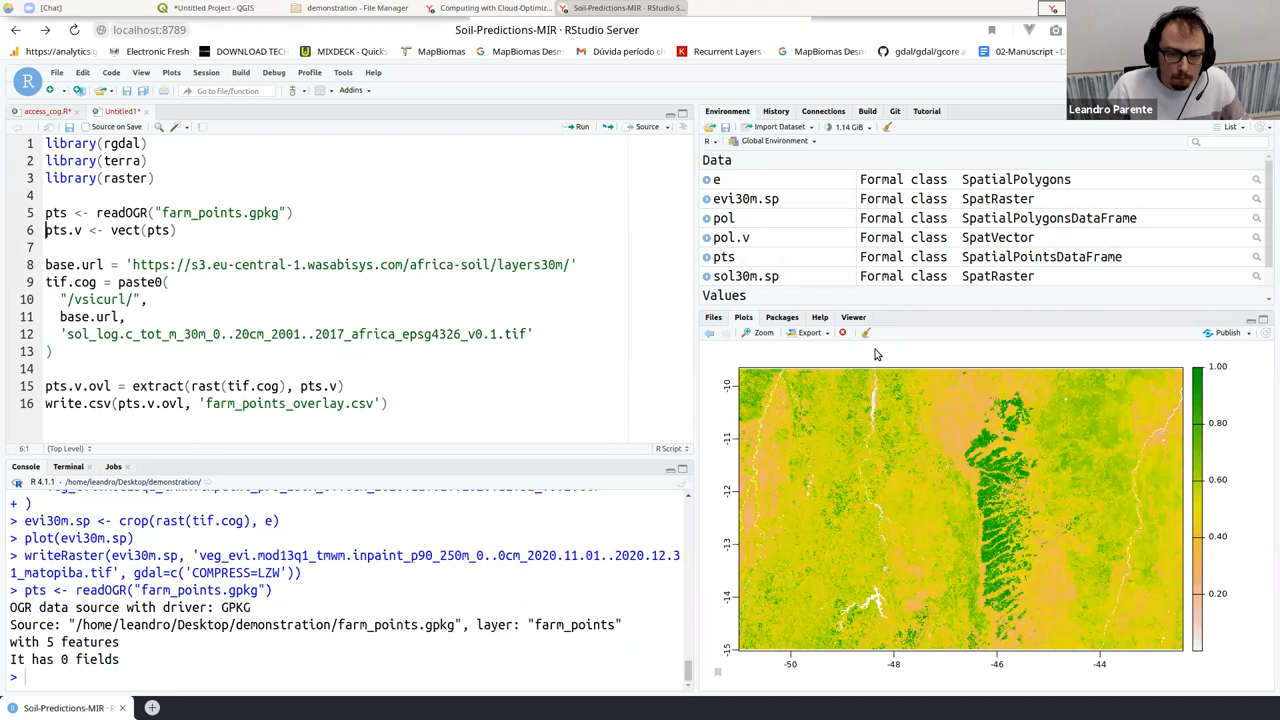 [Chat]
*Untitled Project - QGIS
demonstration - File Manager
Computing with Cloud-Optimiz...
Soil-Predictions-MIR - RStudio S...
localhost:8789
Soil-Predictions-MIR - RStudio Server
https://analytics.g
Electronic Fresh
DOWNLOAD TECH
MIXDECK - Quicks
MapBiomas
MapBiomas Desm
Dúvida período c
Recurrent Layers
MapBiomas Desm
gdal/gdal/gcore a
02-Manuscript
Leandro Parente
R
File Edit Code View Plots Session Build Debug Profile Tools Help
Go to file/function
Addins
access_cog.R*
Untitled1*
Source on Save
Run
Source
1 library(rgdal)
2 library(terra)
3 library(raster)
4
5 pts <- readOGR("farm_points.gpkg")
6 pts.v <- vect(pts)
7
8 base.url = 'https://s3.eu-central-1.wasabisys.com/africa-soil/layers30m/'
9 tif.cog = paste0(
10 "/vsicurl/",
11 base.url,
12 'sol_log.c_tot_m_30m_0..20cm_2001..2017_africa_epsg4326_v0.1.tif'
13 )
14
15 pts.v.ovl = extract(rast(tif.cog), pts.v)
16 write.csv(pts.v.ovl, 'farm_points_overlay.csv')
6:1
(Top Level)
R Script
Console Terminal Jobs
R 4.1.1 · /home/leandro/Desktop/demonstration/
+ )
> evi30m.sp <- crop(rast(tif.cog), e)
> plot(evi30m.sp)
> writeRaster(evi30m.sp, 'veg_evi.mod13q1_tmwm.inpaint_p90_250m_0..0cm_2020.11.01..2020.12.3
1_matopiba.tif', gdal=c('COMPRESS=LZW'))
> pts <- readOGR("farm_points.gpkg")
OGR data source with driver: GPKG
Source: "/home/leandro/Desktop/demonstration/farm_points.gpkg", layer: "farm_points"
with 5 features
It has 0 fields
>
Environment History Connections Build Git Tutorial
Import Dataset
1.14 GiB
List
R
Global Environment
Data
e Formal class SpatialPolygons
evi30m.sp Formal class SpatRaster
pol Formal class SpatialPolygonsDataFrame
pol.v Formal class SpatVector
pts Formal class SpatialPointsDataFrame
sol30m.sp Formal class SpatRaster
Values
Files Plots Packages Help Viewer
Zoom
Export
Publish
-10
-11
-12
-13
-14
-15
-50 -48 -46 -44
1.00
0.80
0.60
0.40
0.20
Soil-Predictions-MIR - R